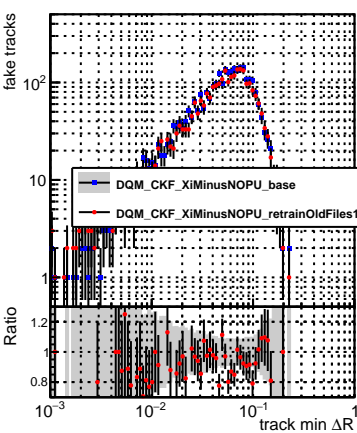 fake tracks
10²
10
1
DQM_CKF_XiMinusNOPU_base
DQM_CKF_XiMinusNOPU_retrainOldFiles1
Ratio
1.2
1
0.8
10⁻³ 10⁻² 10⁻¹ 1
track min ΔR